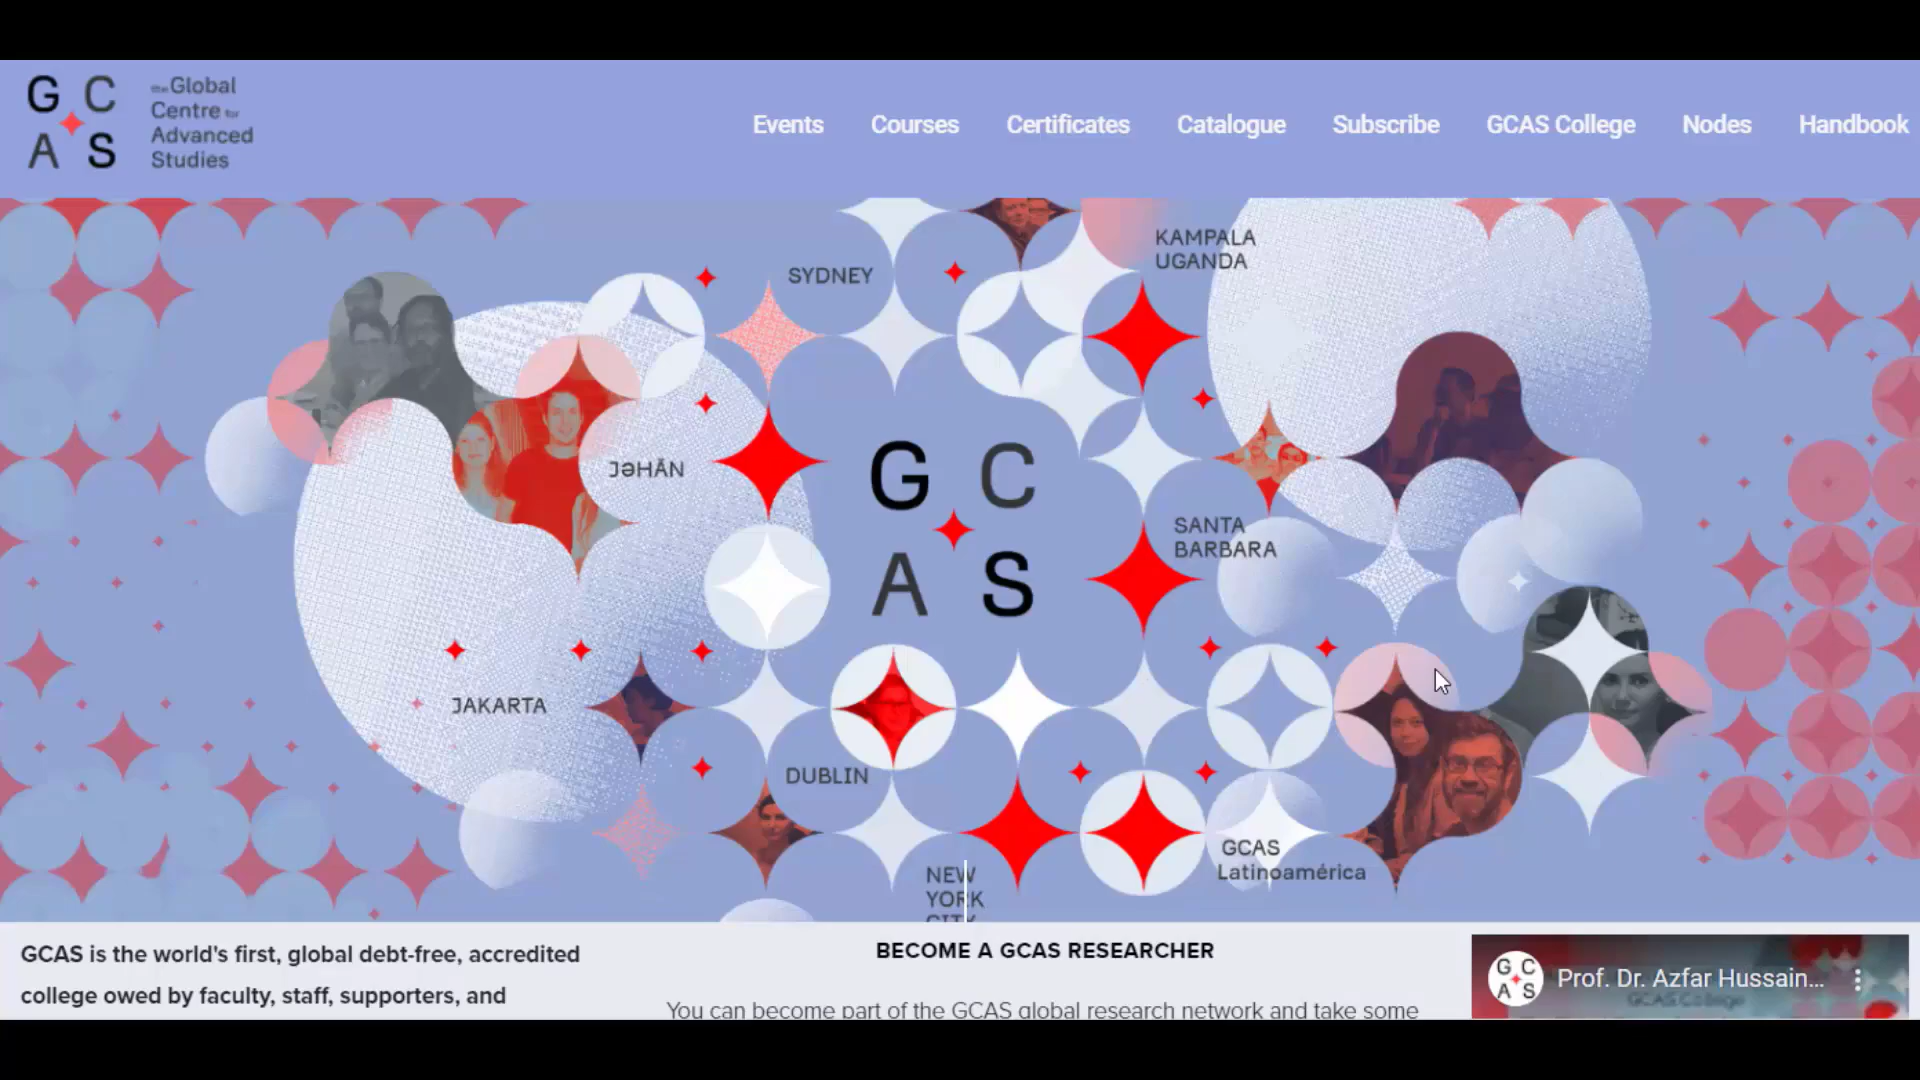 G C
A S
the Global
Centre for
Advanced
Studies
Events
Courses
Certificates
Catalogue
Subscribe
GCAS College
Nodes
Handbook
SYDNEY
KAMPALA
UGANDA
JƏHĀN
G C
A S
SANTA
BARBARA
JAKARTA
DUBLIN
GCAS
Latinoamérica
NEW
YORK
CITY
GCAS is the world's first, global debt-free, accredited
college owed by faculty, staff, supporters, and
BECOME A GCAS RESEARCHER
You can become part of the GCAS global research network and take some
G C
A S
Prof. Dr. Azfar Hussain...
GCAS College